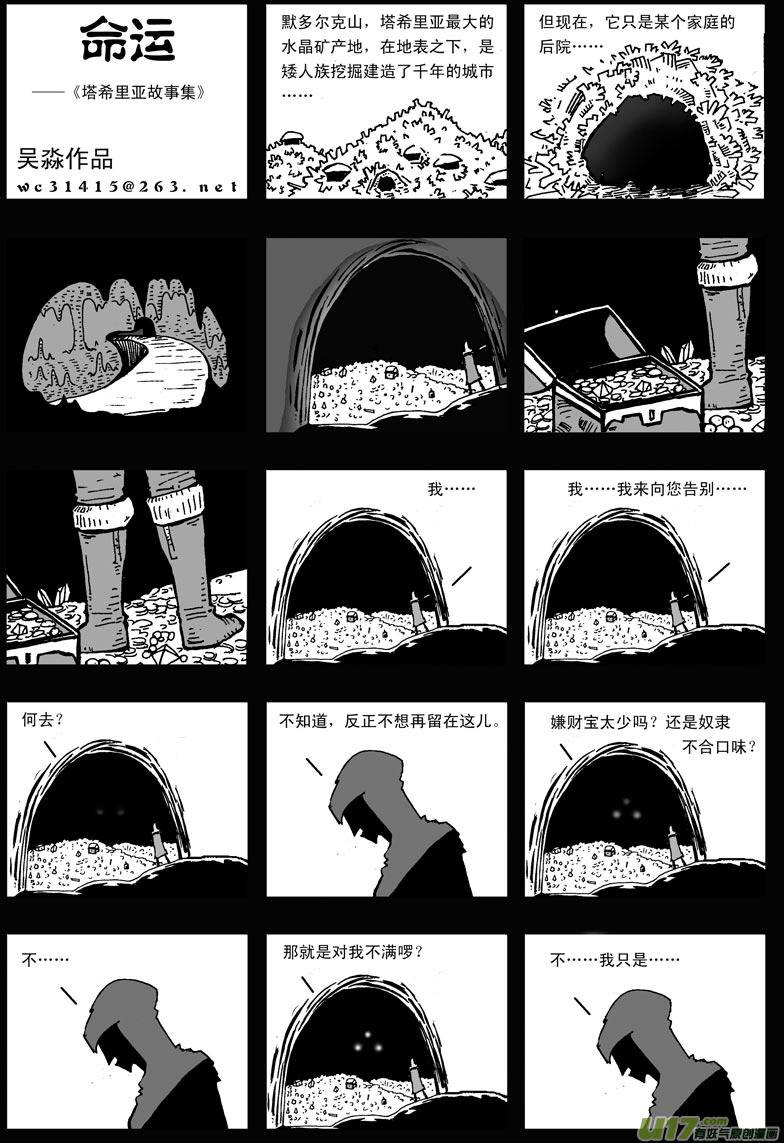 命运
——《塔希里亚故事集》
吴淼作品
wc31415@263.net
默多尔克山，塔希里亚最大的
水晶矿产地，在地表之下，是
矮人族挖掘建造了千年的城市
……
但现在，它只是某个家庭的
后院……
我……
我……我来向您告别……
何去？
不知道，反正不想再留在这儿。
嫌财宝太少吗？还是奴隶
不合口味？
不……
那就是对我不满啰？
不……我只是……
U17.com
有妖气原创漫画